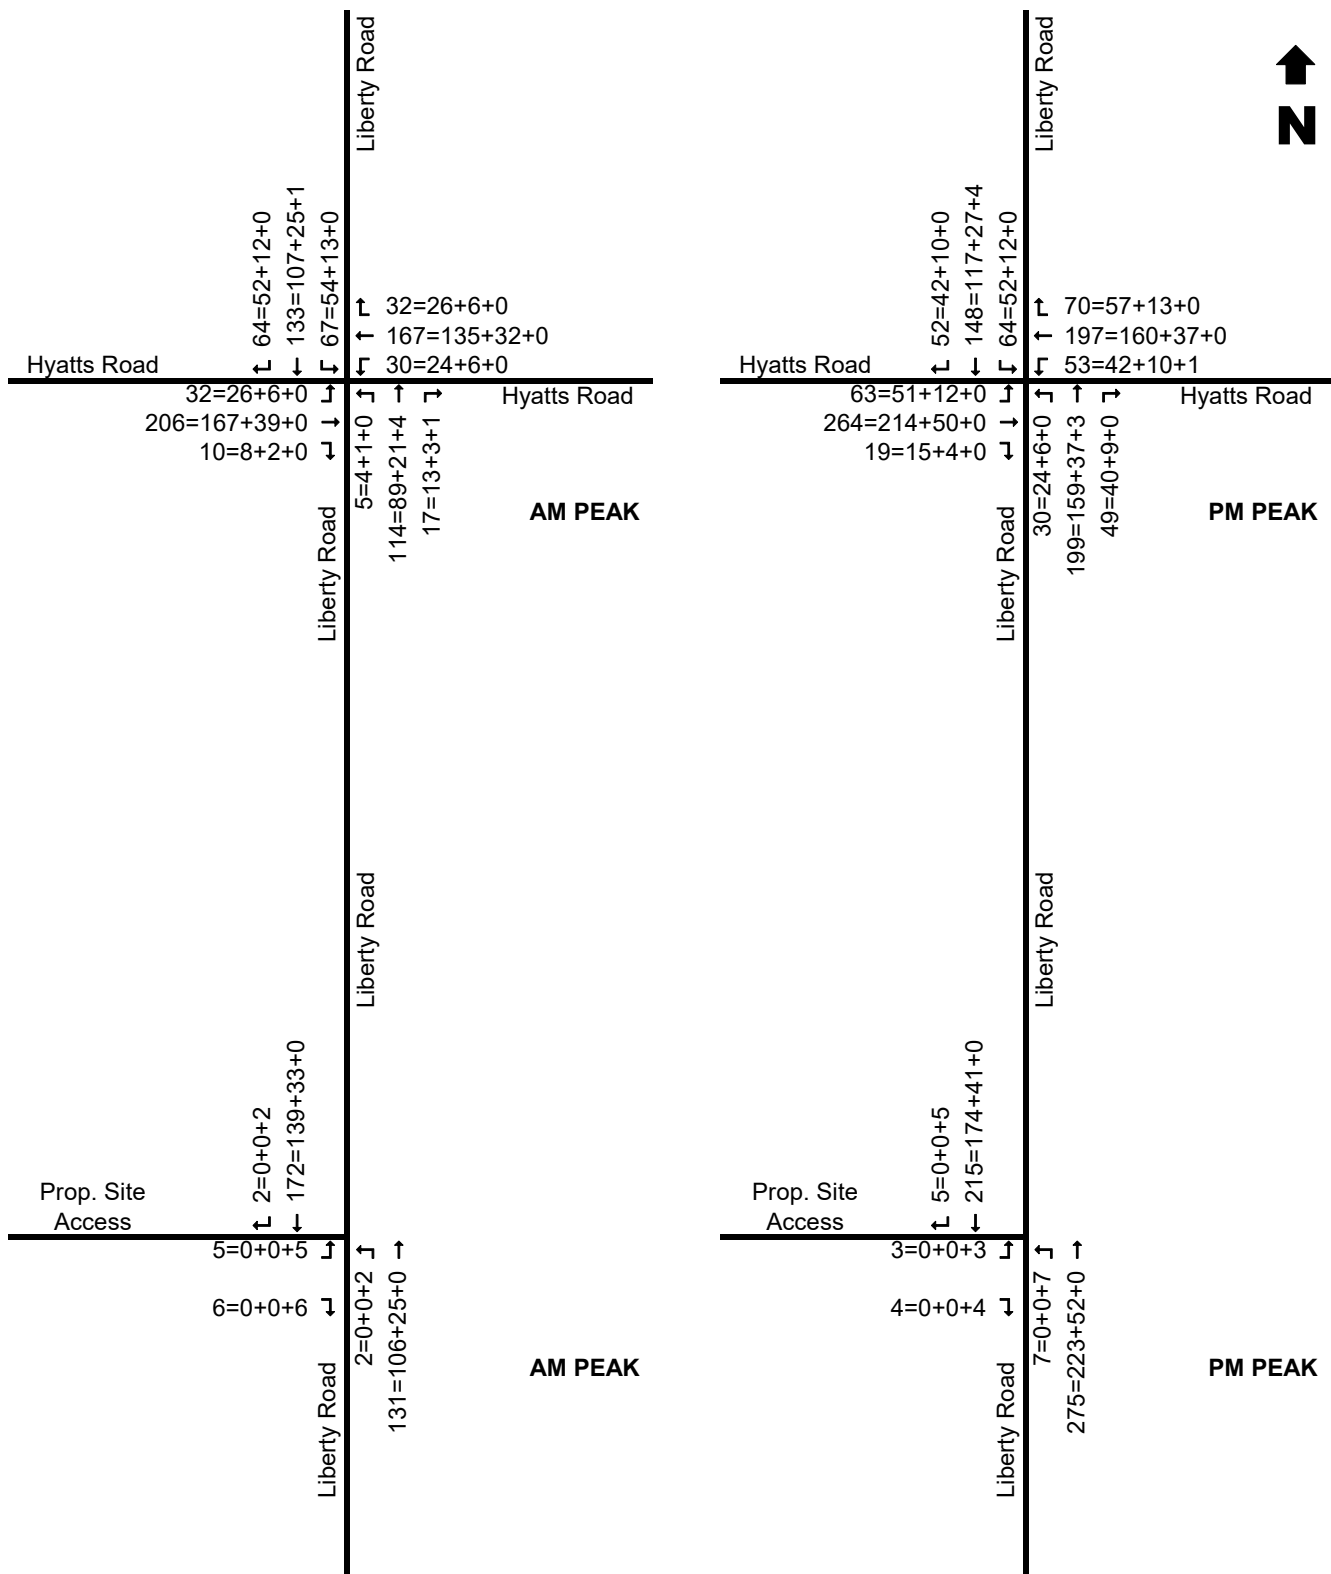 Liberty Road
Liberty Road
N
64=52+12+0
133=107+25+1
67=54+13+0
32=26+6+0
167=135+32+0
30=24+6+0
Hyatts Road
32=26+6+0
206=167+39+0
10=8+2+0
Hyatts Road
5=4+1+0
114=89+21+4
17=13+3+1
AM PEAK
Liberty Road
52=42+10+0
148=117+27+4
64=52+12+0
70=57+13+0
197=160+37+0
53=42+10+1
Hyatts Road
63=51+12+0
264=214+50+0
19=15+4+0
Hyatts Road
30=24+6+0
199=159+37+3
49=40+9+0
PM PEAK
Liberty Road
Liberty Road
Liberty Road
2=0+0+2
172=139+33+0
Prop. Site
Access
5=0+0+5
6=0+0+6
2=0+0+2
131=106+25+0
AM PEAK
Liberty Road
5=0+0+5
215=174+41+0
Prop. Site
Access
3=0+0+3
4=0+0+4
7=0+0+7
275=223+52+0
PM PEAK
Liberty Road